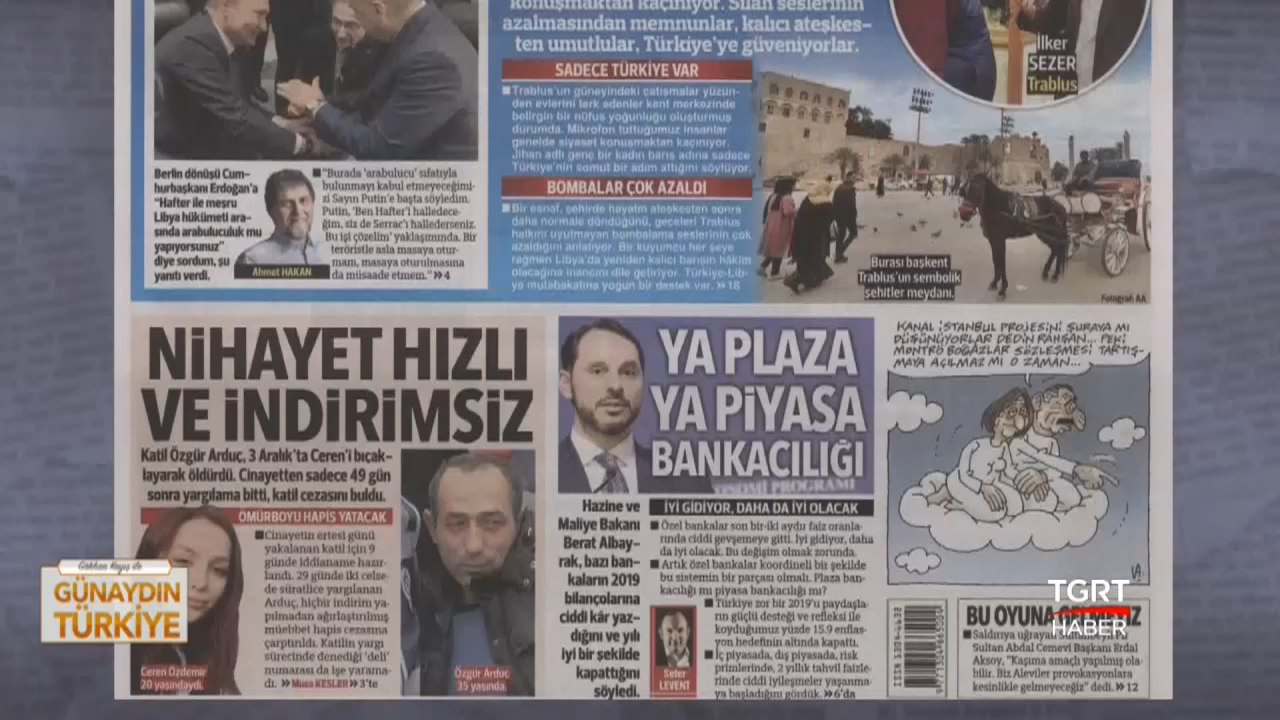 konuşmaktan kaçınıyor. Silah seslerinin
azalmasından memnunlar, kalıcı ateşkes-
ten umutlular, Türkiye'ye güveniyorlar.
İlker
SEZER
Trablus
SADECE TÜRKİYE VAR
Trablus'un güneyindeki çatışmalar yüzün-
den evlerini terk edenler kent merkezinde
belirgin bir nüfus yoğunluğu oluşturmuş
durumda. Mikrofon tuttuğumuz insanlar
genelde siyaset konuşmaktan kaçınıyor.
Jihan adlı genç bir kadın barış adına sadece
Türkiye'nin somut bir adım attığını söylüyor.
BOMBALAR ÇOK AZALDI
Bir esnaf, şehirde hayatın ateşkesten sonra
daha normale döndüğünü, geceleri Trablus
halkını uyutmayan bombalama seslerinin çok
azaldığını anlatıyor. Bir kuyumcu her şeye
rağmen Libya'da yeniden kalıcı barışın hâkim
olacağına inancını dile getiriyor. Türkiye-Lib-
ya mutabakatına yoğun bir destek var. »18
Burası başkent
Trablus'un sembolik
şehitler meydanı.
Fotoğraf: AA
Berlin dönüşü Cum-
hurbaşkanı Erdoğan'a
"Hafter ile meşru
Libya hükümeti ara-
sında arabuluculuk mu
yapıyorsunuz"
diye sordum, şu
yanıtı verdi.
Ahmet HAKAN
"Burada 'arabulucu' sıfatıyla
bulunmayı kabul etmeyeceğimi-
zi Sayın Putin'e başta söyledim.
Putin, 'Ben Hafter'i halledece-
ğim, siz de Serrac'ı hallederseniz.
Bu işi çözelim' yaklaşımında. Bir
teröristle asla masaya otur-
mam, masaya oturulmasına
da müsaade etmem." »4
NİHAYET HIZLI
VE İNDİRİMSİZ
Katil Özgür Arduç, 3 Aralık'ta Ceren'i bıçak-
layarak öldürdü. Cinayetten sadece 49 gün
sonra yargılama bitti, katil cezasını buldu.
ÖMÜRBOYU HAPİS YATACAK
Cinayetin ertesi günü
yakalanan katil için 9
günde iddianame hazır-
landı. 29 günde iki celse-
de süratlice yargılanan
Arduç, hiçbir indirim ya-
pılmadan ağırlaştırılmış
müebbet hapis cezasına
çarptırıldı. Katilin yargı
sürecinde denediği 'deli'
numarası da işe yarama-
dı. »Musa KESLER »3'te
Ceren Özdemir
20 yaşındaydı.
Özgür Arduç
35 yaşında.
YA PLAZA
YA PİYASA
BANKACILIĞI
Hazine ve
Maliye Bakanı
Berat Albay-
rak, bazı ban-
kaların 2019
bilançolarına
ciddi kâr yaz-
dığını ve yılı
iyi bir şekilde
kapattığını
söyledi.
İYİ GİDİYOR, DAHA DA İYİ OLACAK
Özel bankalar son bir-iki aydır faiz oranla-
rında ciddi gevşemeye gitti. İyi gidiyor, daha
da iyi olacak. Bu değişim olmak zorunda.
Artık özel bankalar koordineli bir şekilde
bu sistemin bir parçası olmalı. Plaza ban-
kacılığı mı piyasa bankacılığı mı?
Türkiye zor bir 2019'u paydaşla-
rın güçlü desteği ve refleksi ile
koyduğumuz yüzde 15.9 enflas-
yon hedefinin altında kapattı.
İç piyasada, dış piyasada, risk
primlerinde, 2 yıllık tahvil faizle-
rinde ciddi iyileşmeler yaşanma-
ya başladığını gördük. »6'da
Sefer
LEVENT
KANAL İSTANBUL PROJESİNİ ŞURAYA MI
DÜŞÜNÜYORLAR DEDİN RAHŞAN... PEKİ
MONTRÖ BOĞAZLAR SÖZLEŞMESİ TARTIŞ-
MAYA AÇILMAZ MI O ZAMAN...
BU OYUNA
Saldırıya uğraya
Sultan Abdal Cemevi Başkanı Erdal
Aksoy, "Kaşıma amaçlı yapılmış ola-
bilir. Biz Aleviler provokasyonlara
kesinlikle gelmeyeceğiz" dedi. »12
TGRT
HABER
Gökhan Kayış ile
GÜNAYDIN
TÜRKİYE